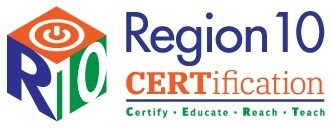 R10
Region 10
CERTification
Certify • Educate • Reach • Teach